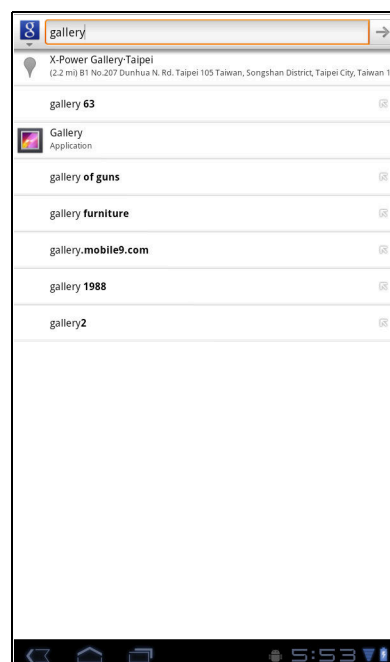 8 gallery
X-Power Gallery·Taipei
(2.2 mi) B1 No.207 Dunhua N. Rd. Taipei 105 Taiwan, Songshan District, Taipei City, Taiwan 1
gallery 63
Gallery
Application
gallery of guns
gallery furniture
gallery.mobile9.com
gallery 1988
gallery2
5:53